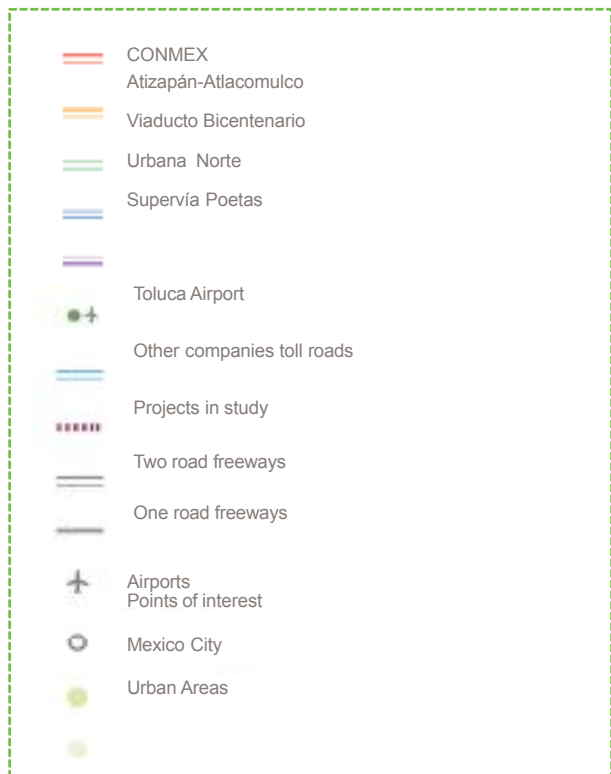 CONMEX
Atizapán-Atlacomulco
Viaducto Bicentenario
Urbana Norte
Supervía Poetas
Toluca Airport
Other companies toll roads
Projects in study
Two road freeways
One road freeways
Airports
Points of interest
Mexico City
Urban Areas